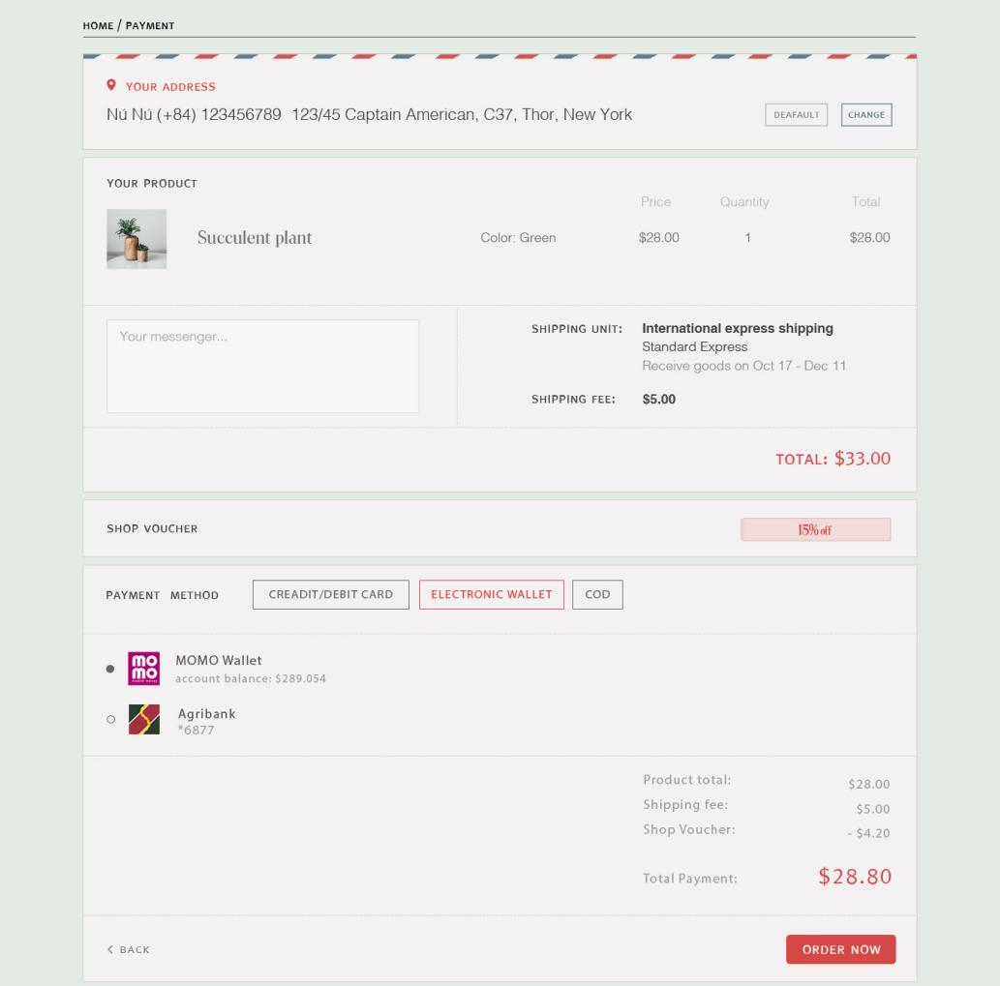 HOME / PAYMENT
YOUR ADDRESS
Nú Nú (+84) 123456789 123/45 Captain American, C37, Thor, New York
DEAFAULT
CHANGE
YOUR PRODUCT
Price Quantity Total
Succulent plant Color: Green $28.00 1 $28.00
Your messenger...
SHIPPING UNIT: International express shipping
Standard Express
Receive goods on Oct 17 - Dec 11
SHIPPING FEE: $5.00
TOTAL: $33.00
SHOP VOUCHER 15% off
PAYMENT METHOD CREADIT/DEBIT CARD ELECTRONIC WALLET COD
mo
mo
MOMO Wallet
account balance: $289.054
Agribank
*6877
Product total: $28.00
Shipping fee: $5.00
Shop Voucher: - $4.20
Total Payment: $28.80
< BACK
ORDER NOW